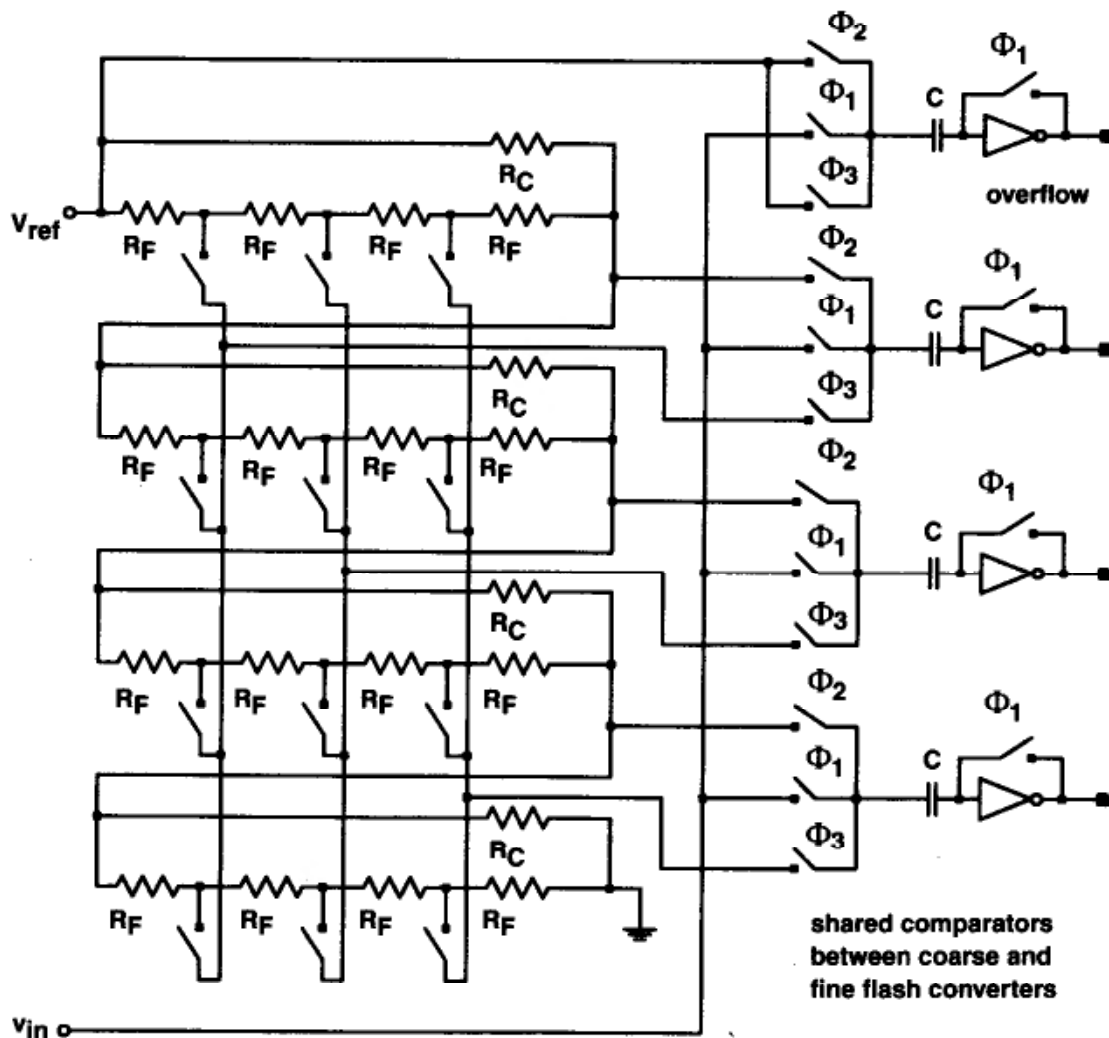 Φ2
Φ1
Φ1
C
RC
Φ3
overflow
Vref
RF RF RF RF
Φ2
Φ1
Φ1
C
RC
Φ3
RF RF RF RF
Φ2
Φ1
Φ1
C
RC
Φ3
RF RF RF RF
Φ2
Φ1
Φ1
C
RC
Φ3
RF RF RF RF
shared comparators
between coarse and
fine flash converters
vin